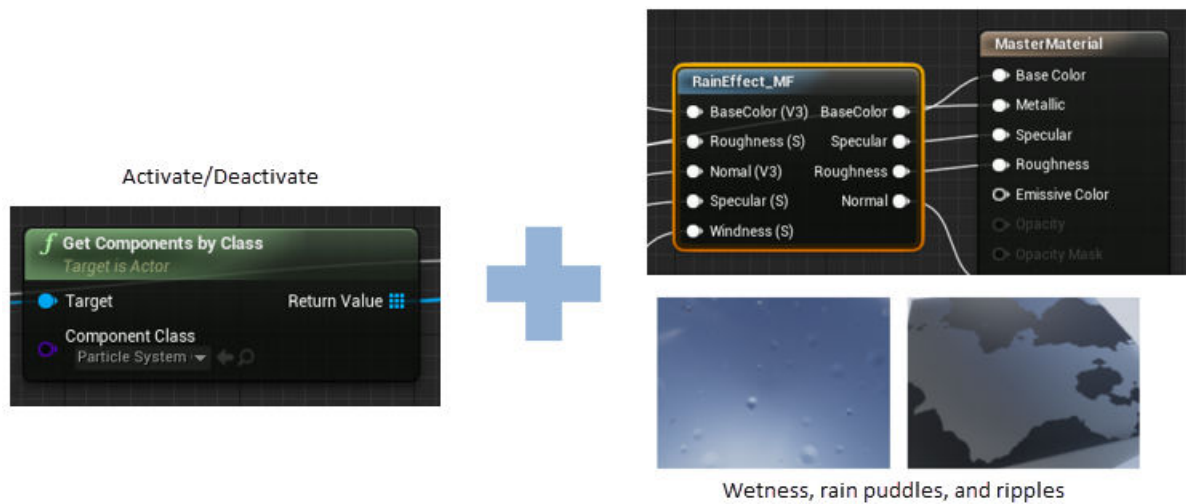 Activate/Deactivate
f Get Components by Class
Target is Actor
Target Return Value
Component Class
Particle System
MasterMaterial
Base Color
Metallic
Specular
Roughness
Emissive Color
Opacity
Opacity Mask
RainEffect_MF
BaseColor (V3) BaseColor
Roughness (S) Specular
Nomal (V3) Roughness
Specular (S) Normal
Windness (S)
Wetness, rain puddles, and ripples